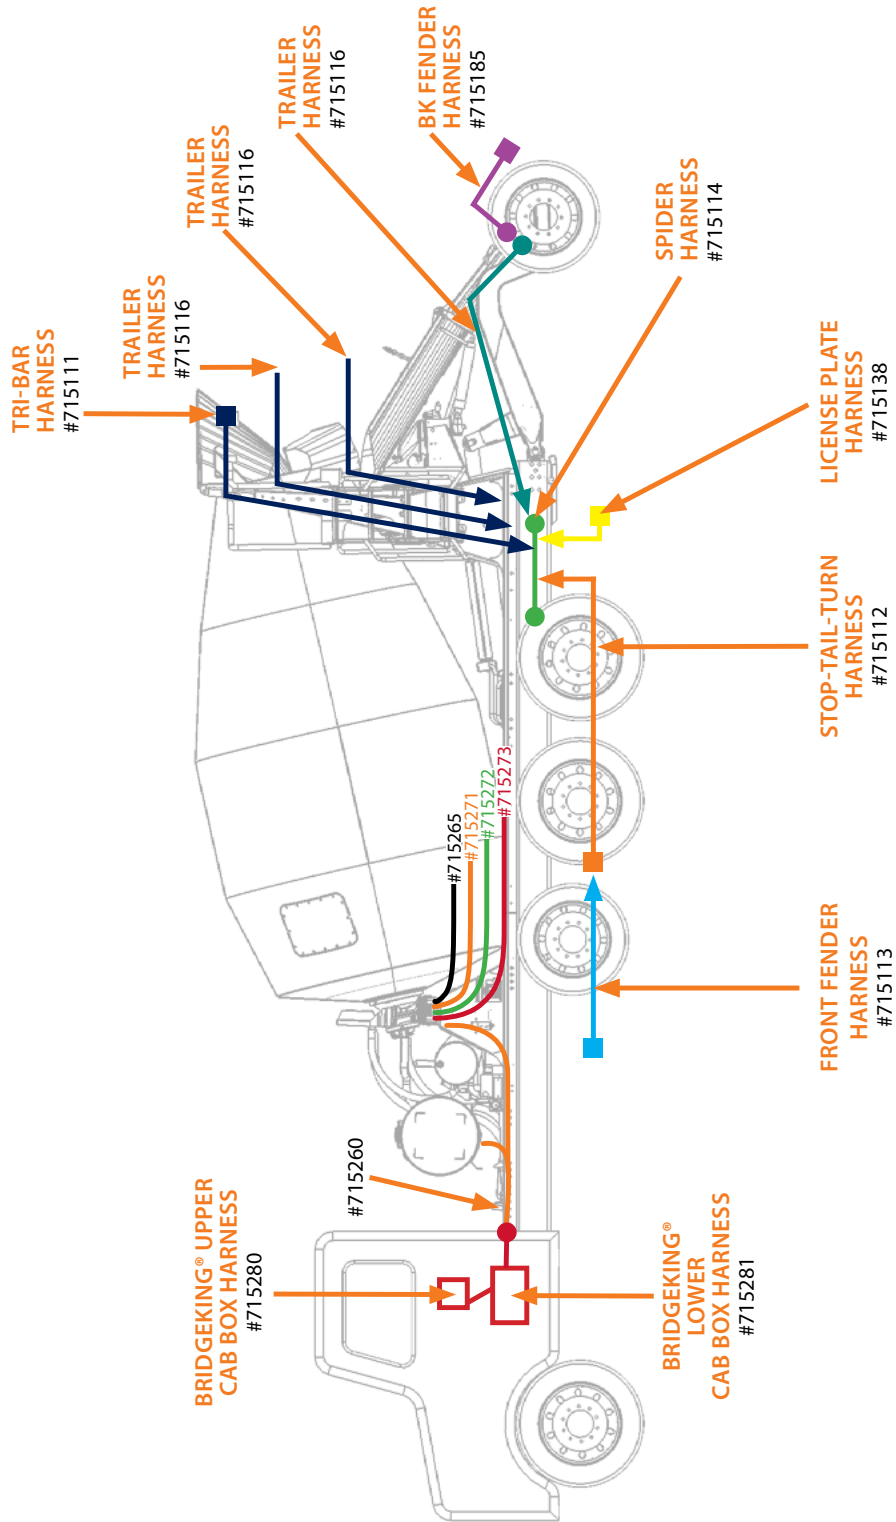 BRIDGEKING® UPPER
CAB BOX HARNESS
#715280
#715260
#715265
#715271
#715272
#715273
TRI-BAR
HARNESS
#715111
TRAILER
HARNESS
#715116
TRAILER
HARNESS
#715116
TRAILER
HARNESS
#715116
BK FENDER
HARNESS
#715185
BRIDGEKING®
LOWER
CAB BOX HARNESS
#715281
FRONT FENDER
HARNESS
#715113
STOP-TAIL-TURN
HARNESS
#715112
LICENSE PLATE
HARNESS
#715138
SPIDER
HARNESS
#715114